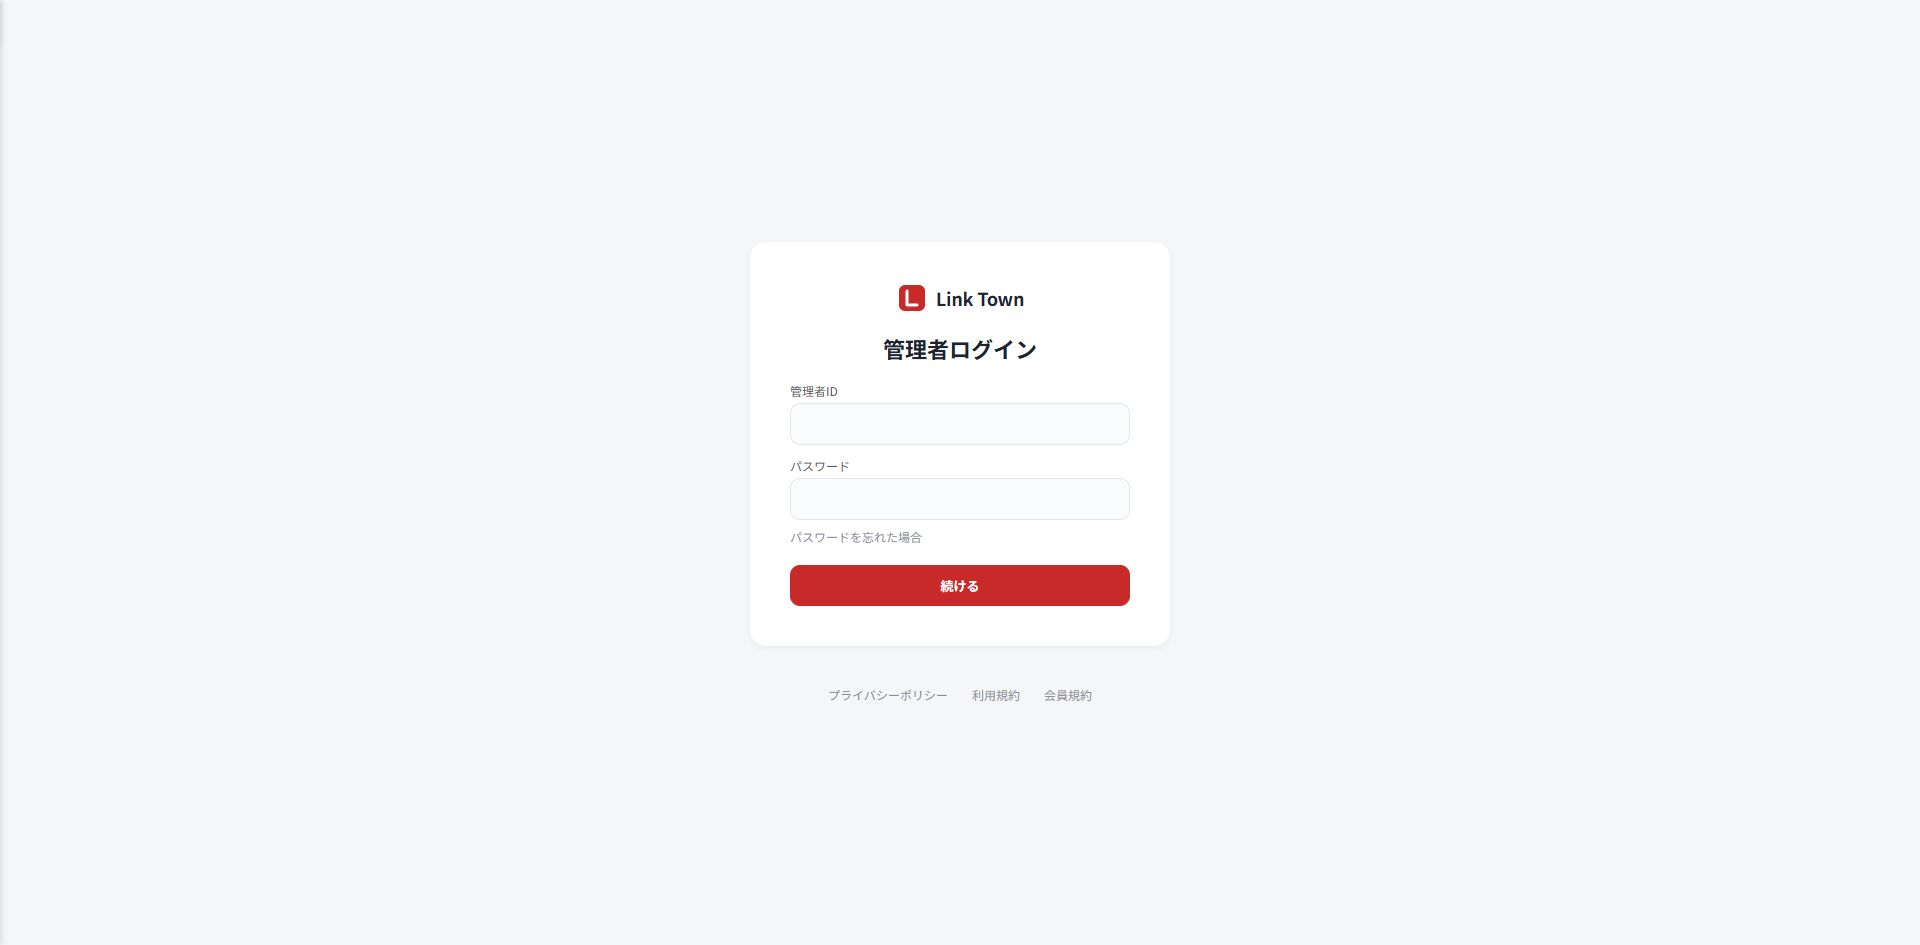 Link Town
管理者ログイン
管理者ID
パスワード
パスワードを忘れた場合
続ける
プライバシーポリシー 利用規約 会員規約